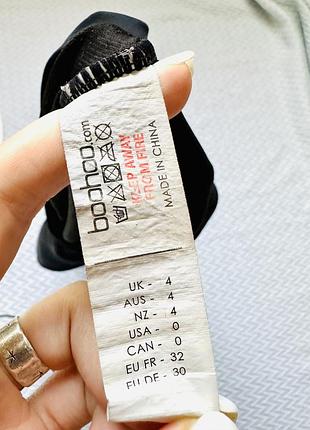 boohoo.com
KEEP AWAY
FROM FIRE
MADE IN CHINA
UK - 4
AUS - 4
NZ - 4
USA - 0
CAN - 0
EU FR - 32
EU DE - 30